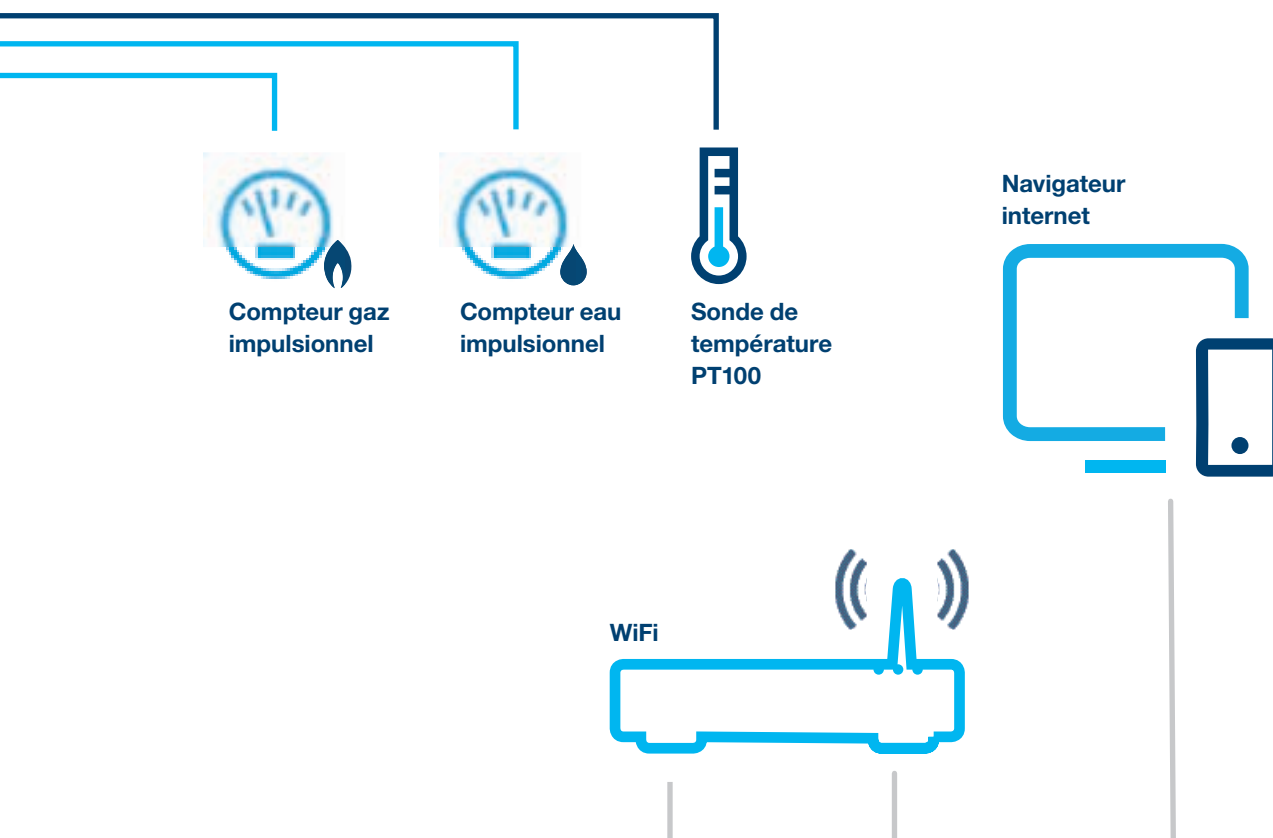 Navigateur
internet
Compteur gaz
impulsionnel
Compteur eau
impulsionnel
Sonde de
température
PT100
WiFi